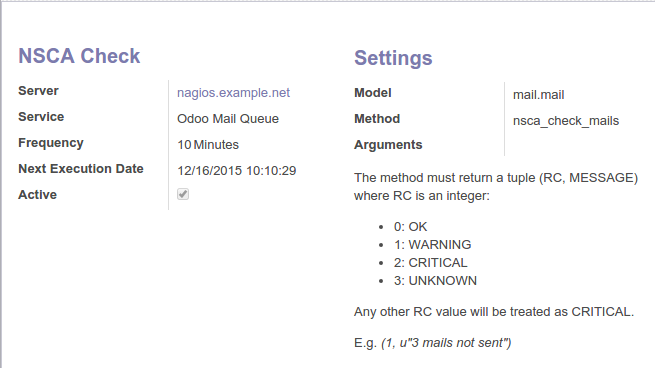 NSCA Check
Server nagios.example.net
Service Odoo Mail Queue
Frequency 10 Minutes
Next Execution Date 12/16/2015 10:10:29
Active
Settings
Model mail.mail
Method nsca_check_mails
Arguments
The method must return a tuple (RC, MESSAGE)
where RC is an integer:
• 0: OK
• 1: WARNING
• 2: CRITICAL
• 3: UNKNOWN
Any other RC value will be treated as CRITICAL.
E.g. (1, u"3 mails not sent")